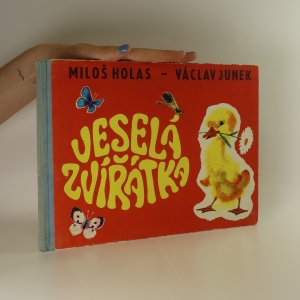 MILOŠ HOLAS – VÁCLAV JUNEK
VESELÁ
ZVÍŘÁTKA